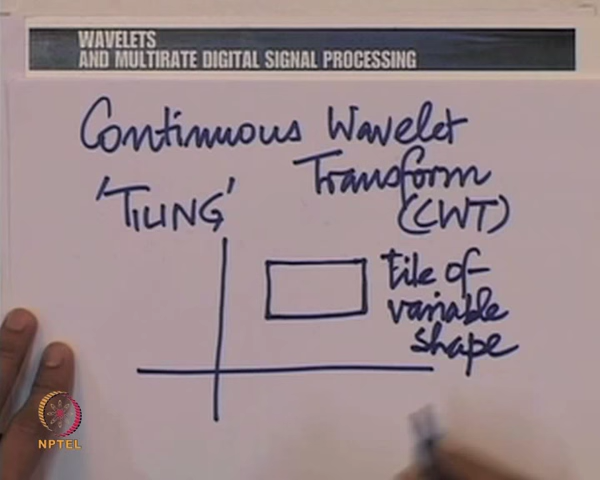 WAVELETS
AND MULTIRATE DIGITAL SIGNAL PROCESSING
Continuous Wavelet
Transform
'TILING' (CWT)
tile of
variable
shape
NPTEL